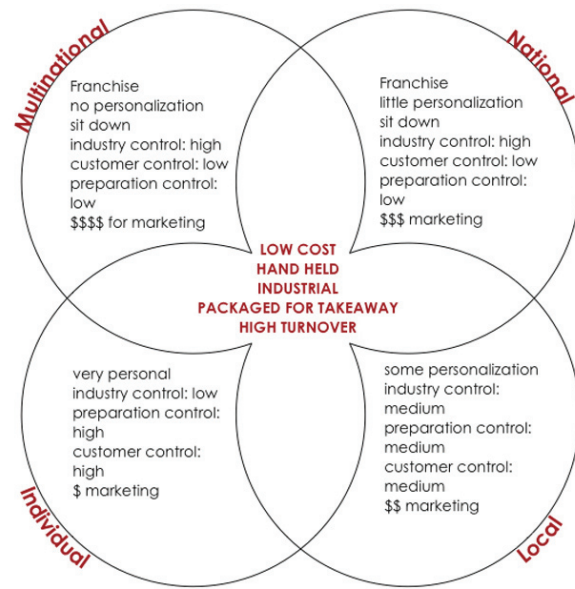 Multinational
Franchise
no personalization
sit down
industry control: high
customer control: low
preparation control:
low
$$$$ for marketing
National
Franchise
little personalization
sit down
industry control: high
customer control: low
preparation control:
low
$$$ marketing
LOW COST
HAND HELD
INDUSTRIAL
PACKAGED FOR TAKEAWAY
HIGH TURNOVER
very personal
industry control: low
preparation control:
high
customer control:
high
$ marketing
Individual
some personalization
industry control:
medium
preparation control:
medium
customer control:
medium
$$ marketing
Local